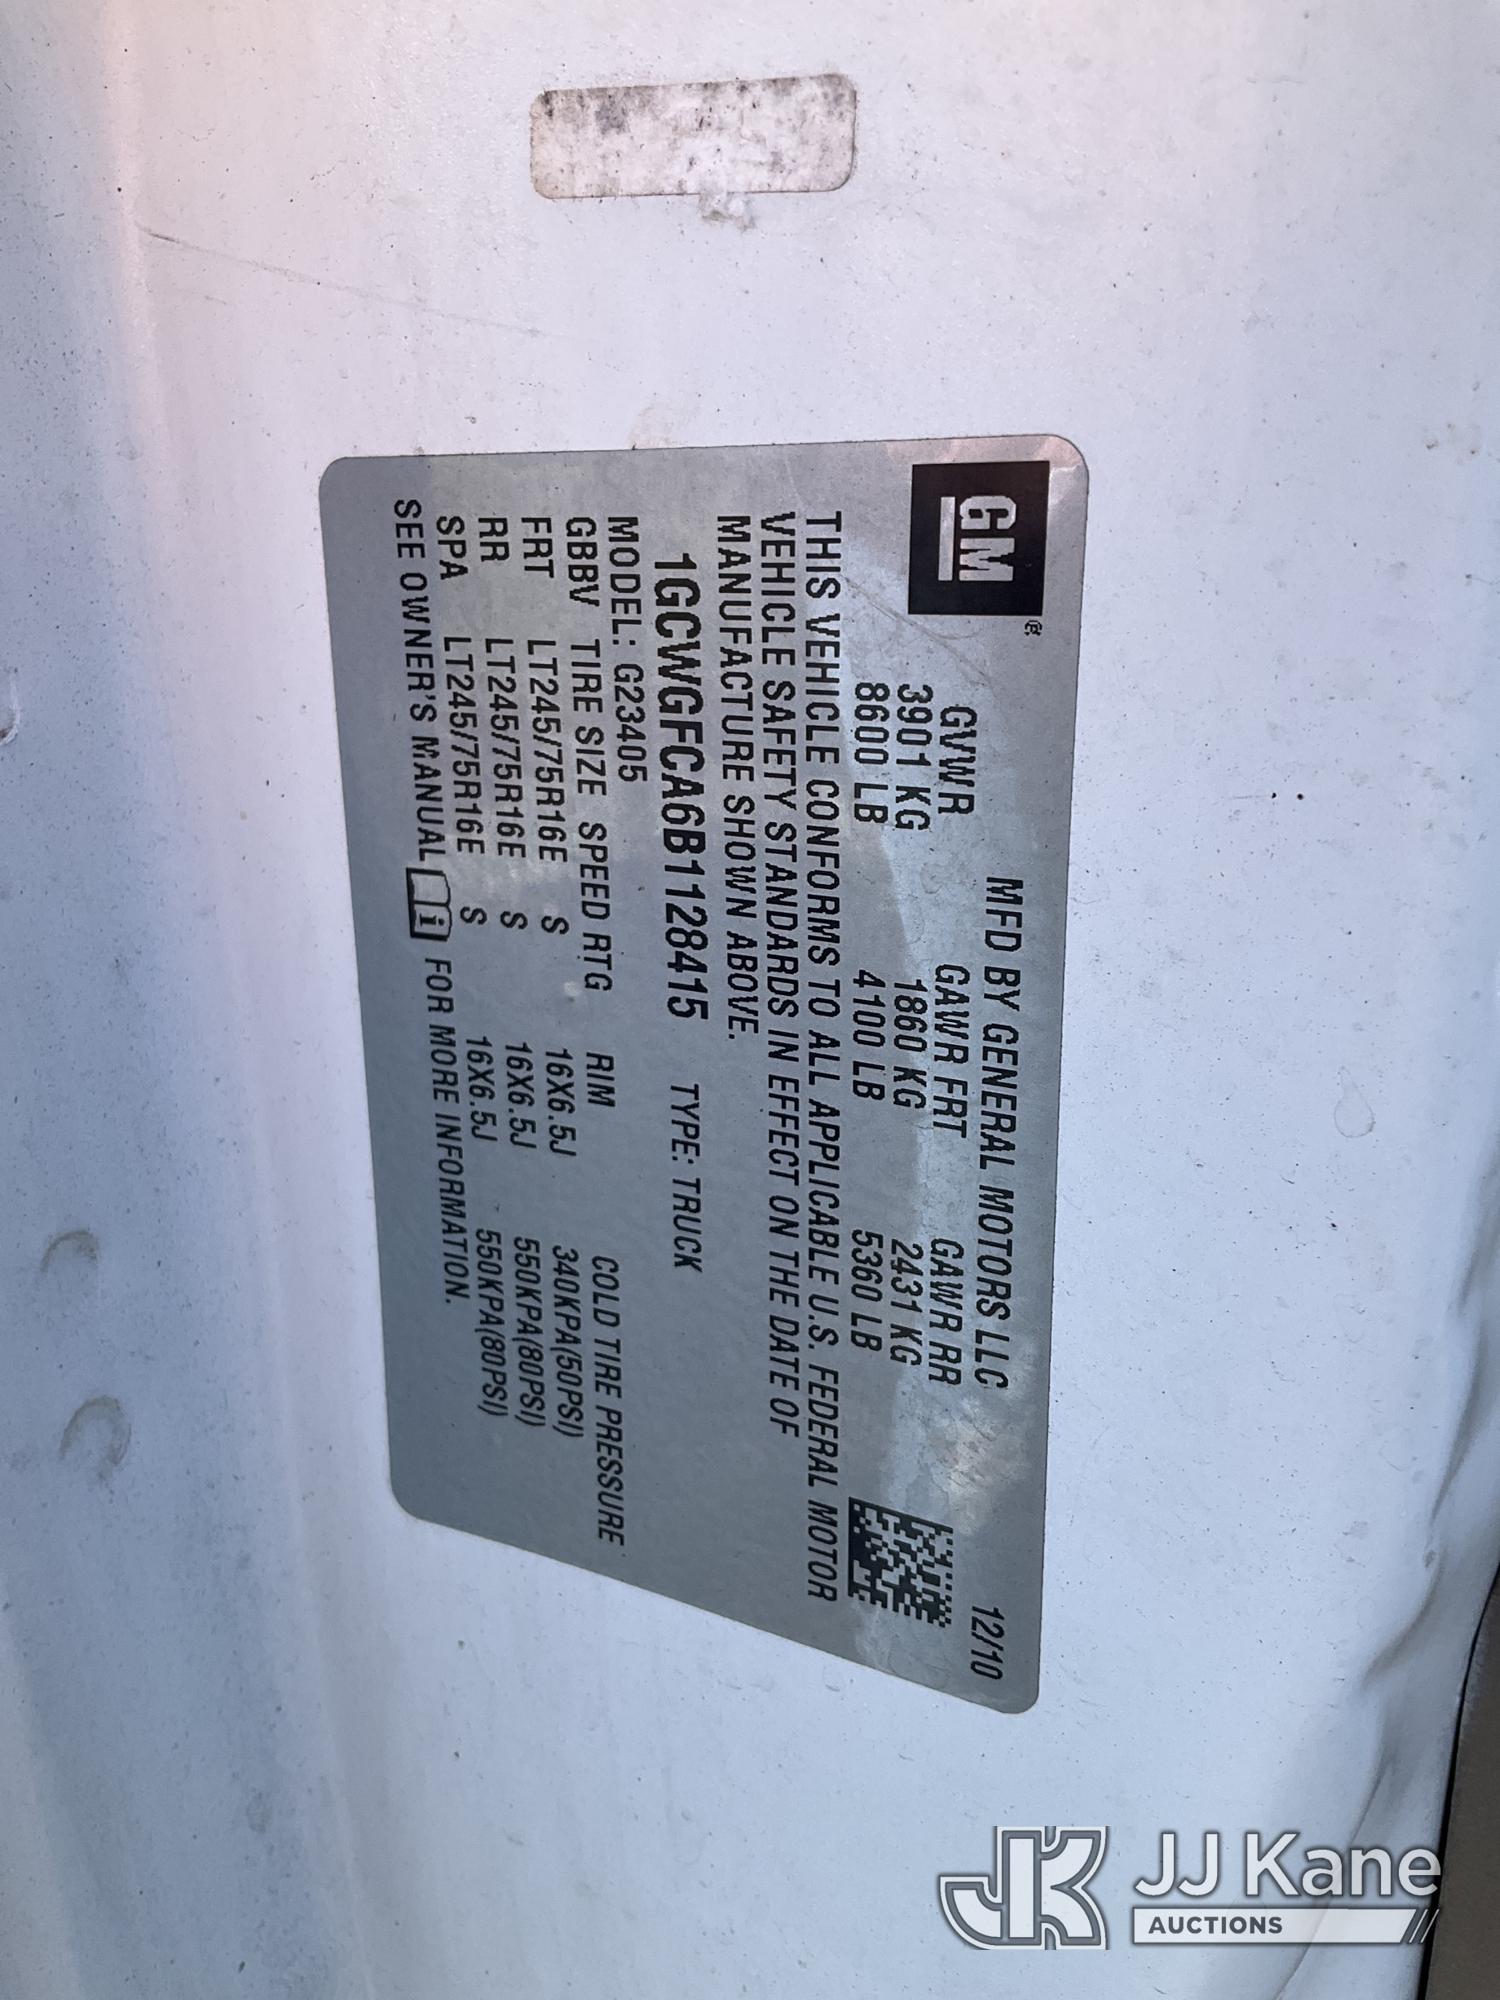 GM®
MFD BY GENERAL MOTORS LLC 12/10
GVWR GAWR FRT GAWR RR
3901 KG 1860 KG 2431 KG
8600 LB 4100 LB 5360 LB
THIS VEHICLE CONFORMS TO ALL APPLICABLE U.S. FEDERAL MOTOR
VEHICLE SAFETY STANDARDS IN EFFECT ON THE DATE OF
MANUFACTURE SHOWN ABOVE.
1GCWGFCA6B1128415 TYPE: TRUCK
MODEL: G23405
GBBV TIRE SIZE SPEED RTG RIM COLD TIRE PRESSURE
FRT LT245/75R16E S 16X6.5J 340KPA(50PSI)
RR LT245/75R16E S 16X6.5J 550KPA(80PSI)
SPA LT245/75R16E S 16X6.5J 550KPA(80PSI)
SEE OWNER'S MANUAL i FOR MORE INFORMATION.
JK JJ Kane
AUCTIONS